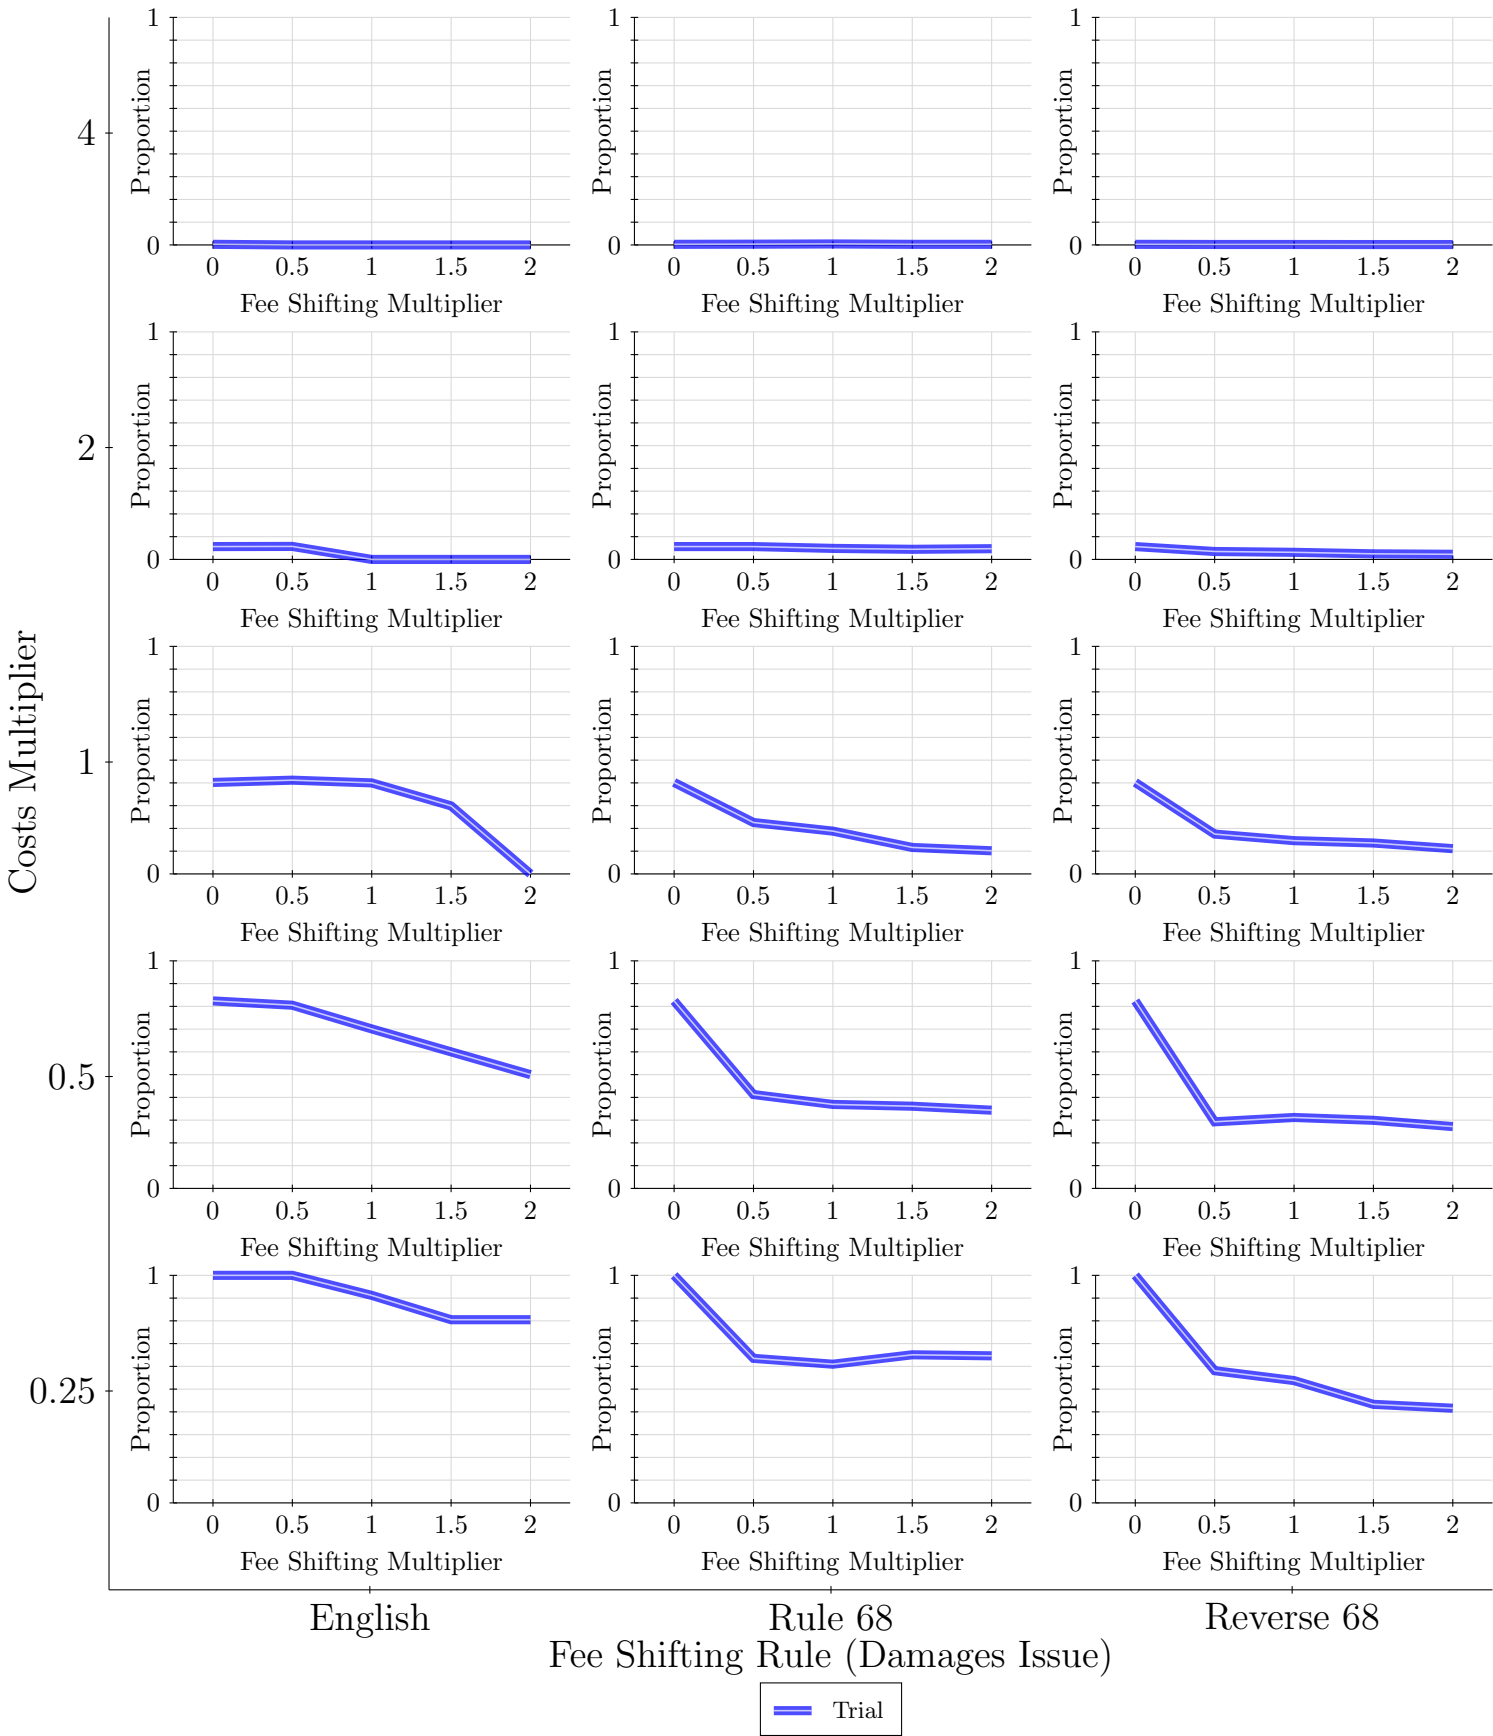 1
Proportion
0
0 0.5 1 1.5 2
Fee Shifting Multiplier
1
Proportion
0
0 0.5 1 1.5 2
Fee Shifting Multiplier
1
Proportion
0
0 0.5 1 1.5 2
Fee Shifting Multiplier
4
1
Proportion
0
0 0.5 1 1.5 2
Fee Shifting Multiplier
1
Proportion
0
0 0.5 1 1.5 2
Fee Shifting Multiplier
1
Proportion
0
0 0.5 1 1.5 2
Fee Shifting Multiplier
2
Costs Multiplier
1
Proportion
0
0 0.5 1 1.5 2
Fee Shifting Multiplier
1
Proportion
0
0 0.5 1 1.5 2
Fee Shifting Multiplier
1
Proportion
0
0 0.5 1 1.5 2
Fee Shifting Multiplier
1
1
Proportion
0
0 0.5 1 1.5 2
Fee Shifting Multiplier
1
Proportion
0
0 0.5 1 1.5 2
Fee Shifting Multiplier
1
Proportion
0
0 0.5 1 1.5 2
Fee Shifting Multiplier
0.5
1
Proportion
0
0 0.5 1 1.5 2
Fee Shifting Multiplier
1
Proportion
0
0 0.5 1 1.5 2
Fee Shifting Multiplier
1
Proportion
0
0 0.5 1 1.5 2
Fee Shifting Multiplier
0.25
English Rule 68 Reverse 68
Fee Shifting Rule (Damages Issue)
Trial